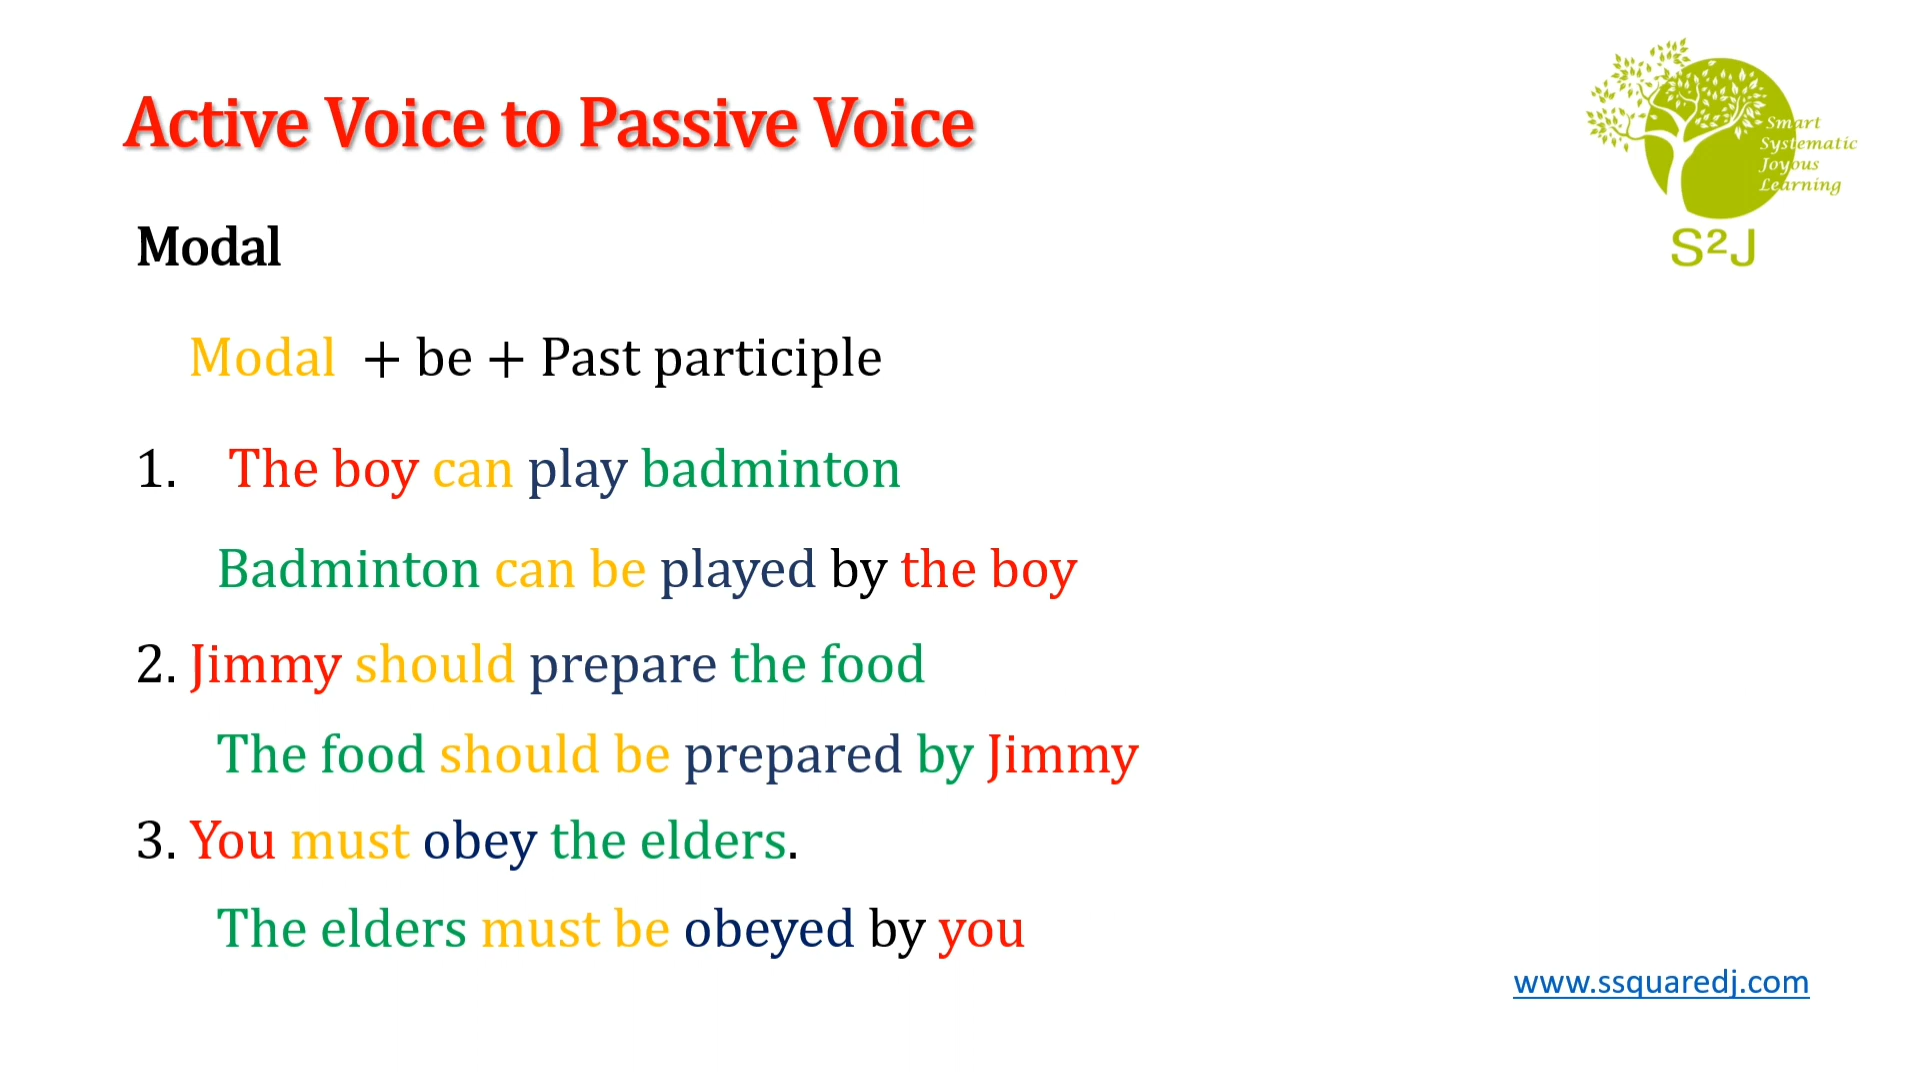 Active Voice to Passive Voice
Smart
Systematic
Joyous
Learning
S²J
Modal
Modal + be + Past participle
1. The boy can play badminton
Badminton can be played by the boy
2. Jimmy should prepare the food
The food should be prepared by Jimmy
3. You must obey the elders.
The elders must be obeyed by you
www.ssquaredj.com